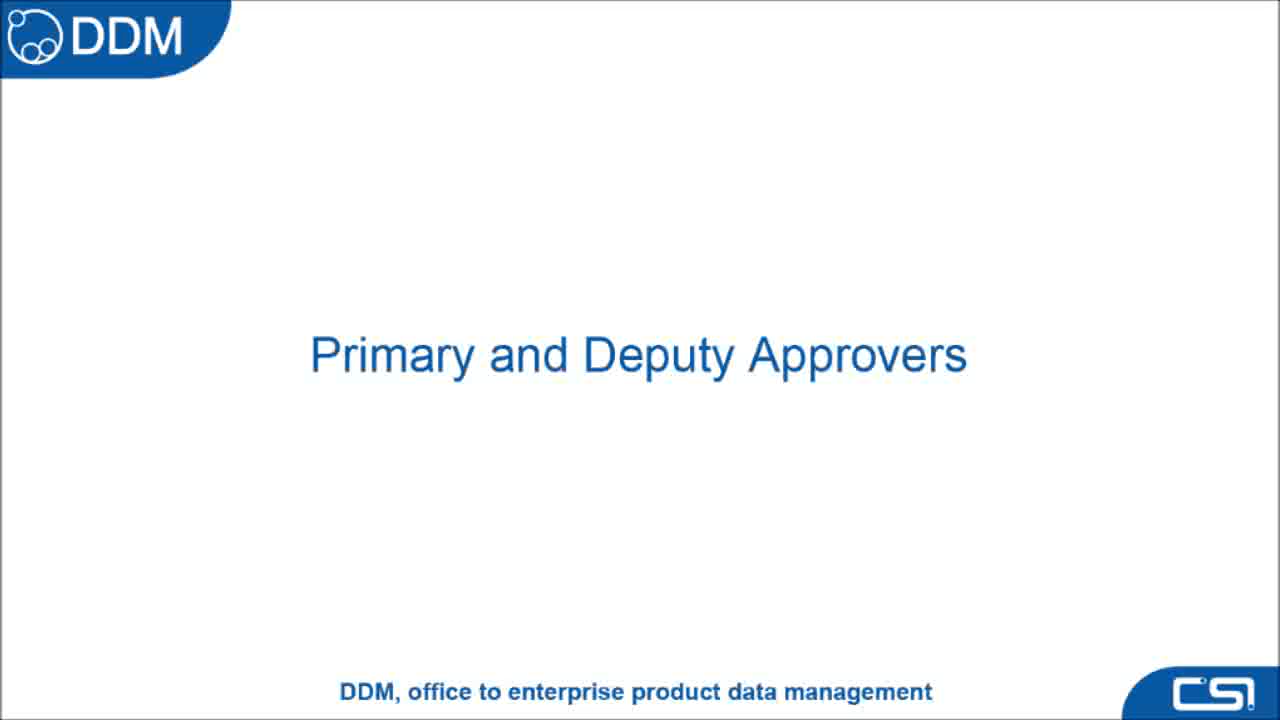 DDM
Primary and Deputy Approvers
DDM, office to enterprise product data management
CSI